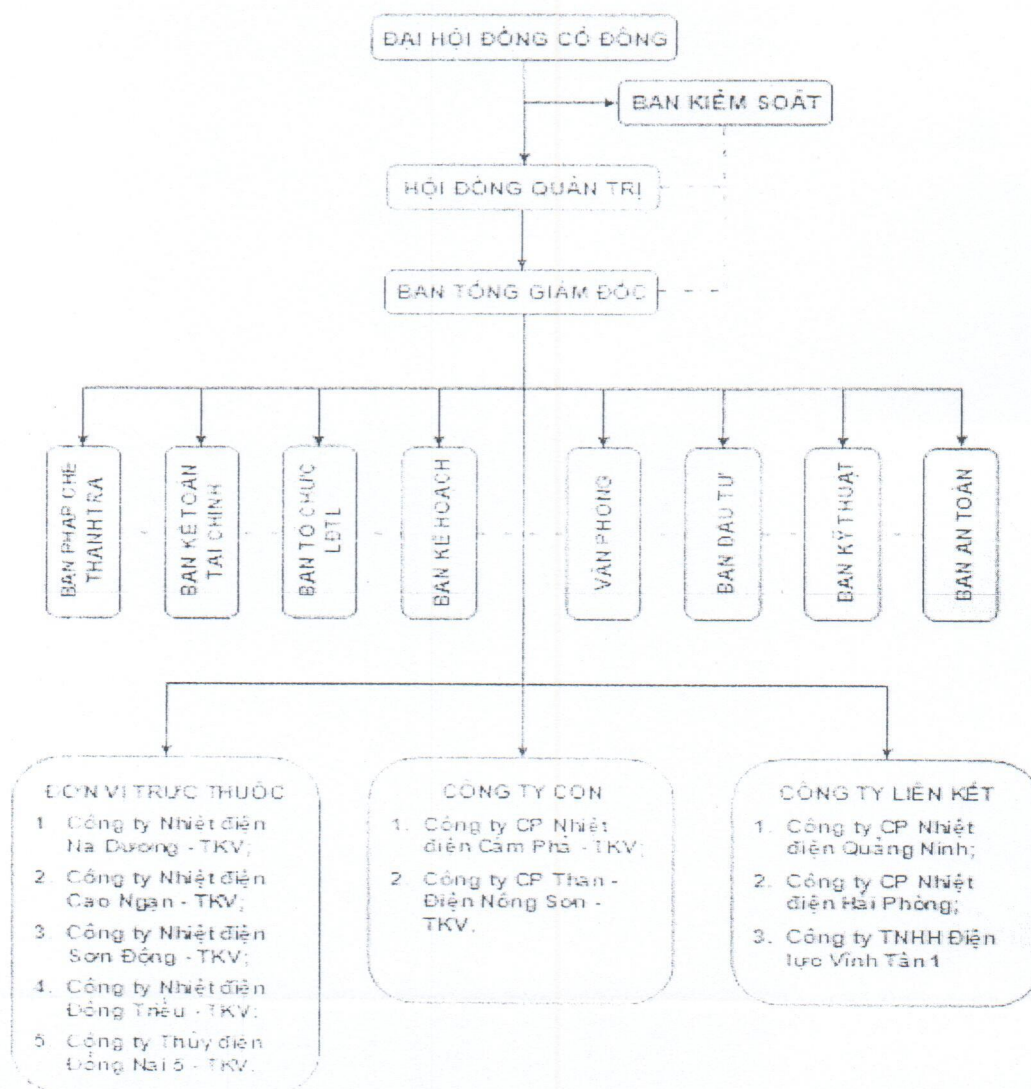 ĐẠI HỘI ĐỒNG CỔ ĐÔNG
BAN KIỂM SOÁT
HỘI ĐỒNG QUẢN TRỊ
BAN TỔNG GIÁM ĐỐC
BAN PHÁP CHẾ
THANH TRA
BAN KẾ TOÁN
TÀI CHÍNH
BAN TỔ CHỨC
LĐTL
BAN KẾ HOẠCH
VĂN PHÒNG
BAN ĐẦU TƯ
BAN KỸ THUẬT
BAN AN TOÀN
ĐƠN VỊ TRỰC THUỘC
1. Công ty Nhiệt điện
Na Dương - TKV;
2. Công ty Nhiệt điện
Cao Ngạn - TKV;
3. Công ty Nhiệt điện
Sơn Động - TKV;
4. Công ty Nhiệt điện
Đông Triều - TKV;
5. Công ty Thủy điện
Đồng Nai 5 - TKV.
CÔNG TY CON
1. Công ty CP Nhiệt
điện Cẩm Phả - TKV;
2. Công ty CP Than -
Điện Nông Sơn -
TKV.
CÔNG TY LIÊN KẾT
1. Công ty CP Nhiệt
điện Quảng Ninh;
2. Công ty CP Nhiệt
điện Hải Phòng;
3. Công ty TNHH Điện
lực Vĩnh Tân 1